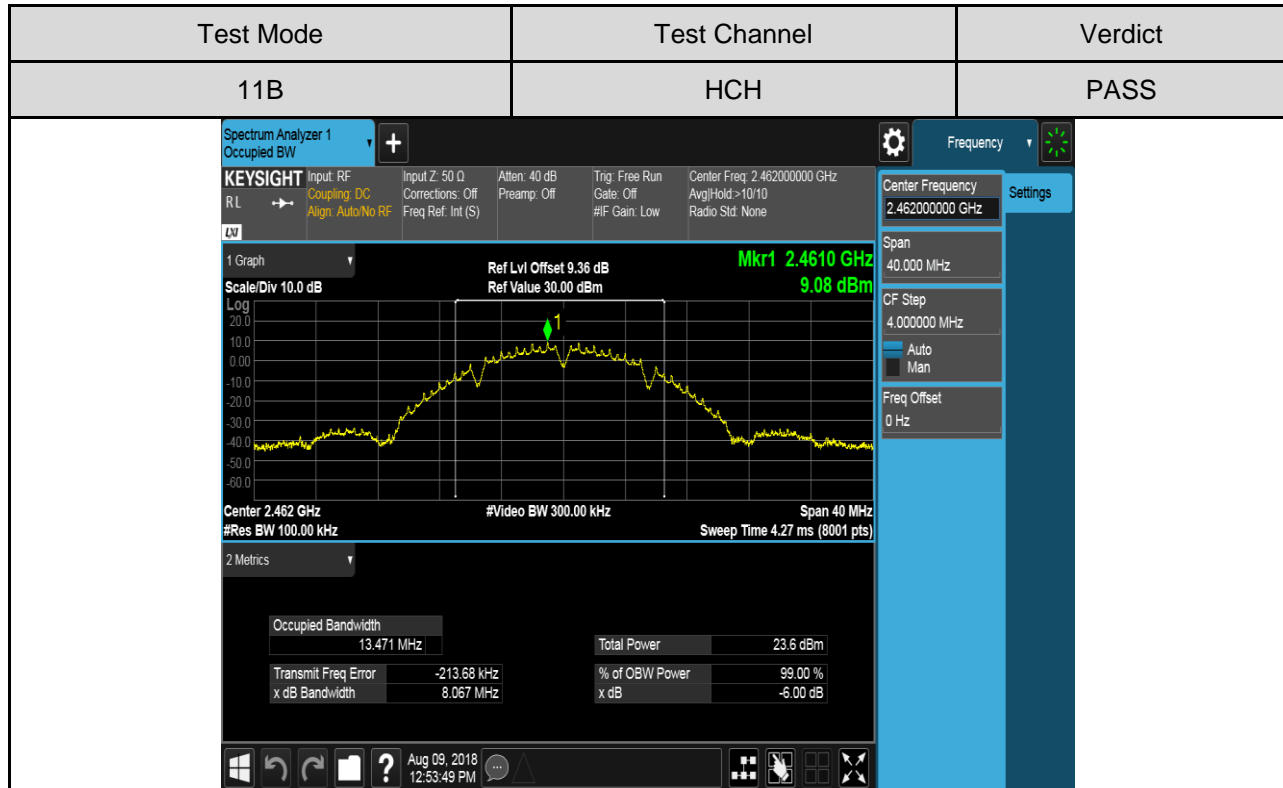 Test Mode Test Channel Verdict
11B HCH PASS
Spectrum Analyzer 1
Occupied BW
+
Frequency
KEYSIGHT Input: RF Input Z: 50 Ω Atten: 40 dB Trig: Free Run Center Freq: 2.462000000 GHz
RL Coupling: DC Corrections: Off Preamp: Off Gate: Off Avg|Hold:>10/10
Align: Auto/No RF Freq Ref: Int (S) #IF Gain: Low Radio Std: None
LXI
Center Frequency
2.462000000 GHz
Settings
Span
40.000 MHz
CF Step
4.000000 MHz
Auto
Man
Freq Offset
0 Hz
1 Graph
Ref Lvl Offset 9.36 dB
Mkr1 2.4610 GHz
Scale/Div 10.0 dB Ref Value 30.00 dBm 9.08 dBm
Log
20.0
10.0
0.00
-10.0
-20.0
-30.0
-40.0
-50.0
-60.0
1
Center 2.462 GHz #Video BW 300.00 kHz Span 40 MHz
#Res BW 100.00 kHz Sweep Time 4.27 ms (8001 pts)
2 Metrics
Occupied Bandwidth
13.471 MHz Total Power 23.6 dBm
Transmit Freq Error -213.68 kHz % of OBW Power 99.00 %
x dB Bandwidth 8.067 MHz x dB -6.00 dB
?
Aug 09, 2018
12:53:49 PM